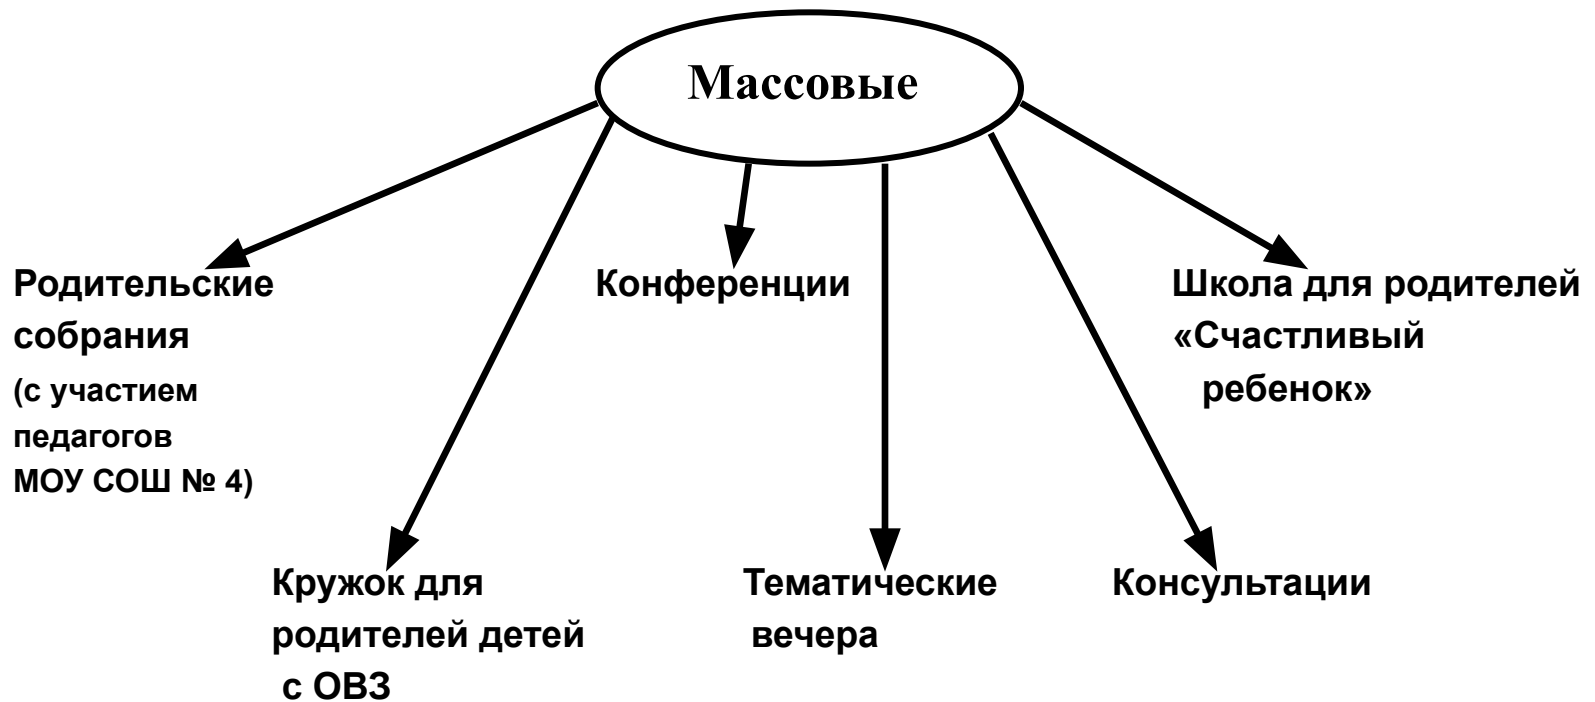 Массовые
Родительские
собрания
(с участием
педагогов
МОУ СОШ № 4)
Конференции
Школа для родителей
«Счастливый
ребенок»
Кружок для
родителей детей
с ОВЗ
Тематические
вечера
Консультации